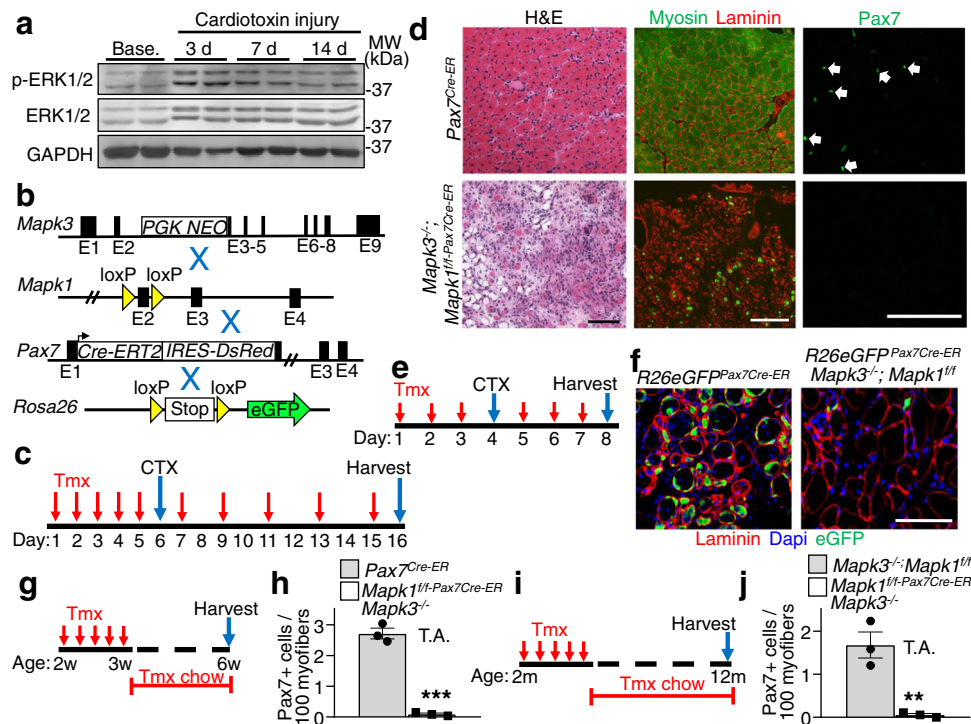 a
Cardiotoxin injury
Base. 3 d 7 d 14 d
MW (kDa)
p-ERK1/2
-37
ERK1/2
-37
GAPDH
-37
b
Mapk3
PGK NEO
E1 E2 E3-5 E6-8 E9
X
loxP loxP
Mapk1
E2 E3 E4
X
Pax7
Cre-ERT2 IRES-DsRed
E1 E3 E4
X
loxP loxP
Rosa26
Stop eGFP
c
Tmx CTX Harvest
Day: 1 2 3 4 5 6 7 8 9 10 11 12 13 14 15 16
d
H&E Myosin Laminin Pax7
Pax7Cre-ER
Mapk3-/-;
Mapk1f/f-Pax7Cre-ER
e
Tmx CTX Harvest
Day: 1 2 3 4 5 6 7 8
f
R26eGFPPax7Cre-ER
R26eGFPPax7Cre-ER
Mapk3-/-; Mapk1f/f
Laminin Dapi eGFP
g
Tmx Harvest
Age: 2w 3w 6w
Tmx chow
h
Pax7Cre-ER
Mapk1f/f-Pax7Cre-ER
Mapk3-/-
Pax7+ cells /
100 myofibers
3
2
1
0
T.A.
***
i
Tmx Harvest
Age: 2m 12m
Tmx chow
j
Mapk3-/-;Mapk1f/f
Mapk1f/f-Pax7Cre-ER
Mapk3-/-
Pax7+ cells /
100 myofibers
2
1
0
T.A.
**